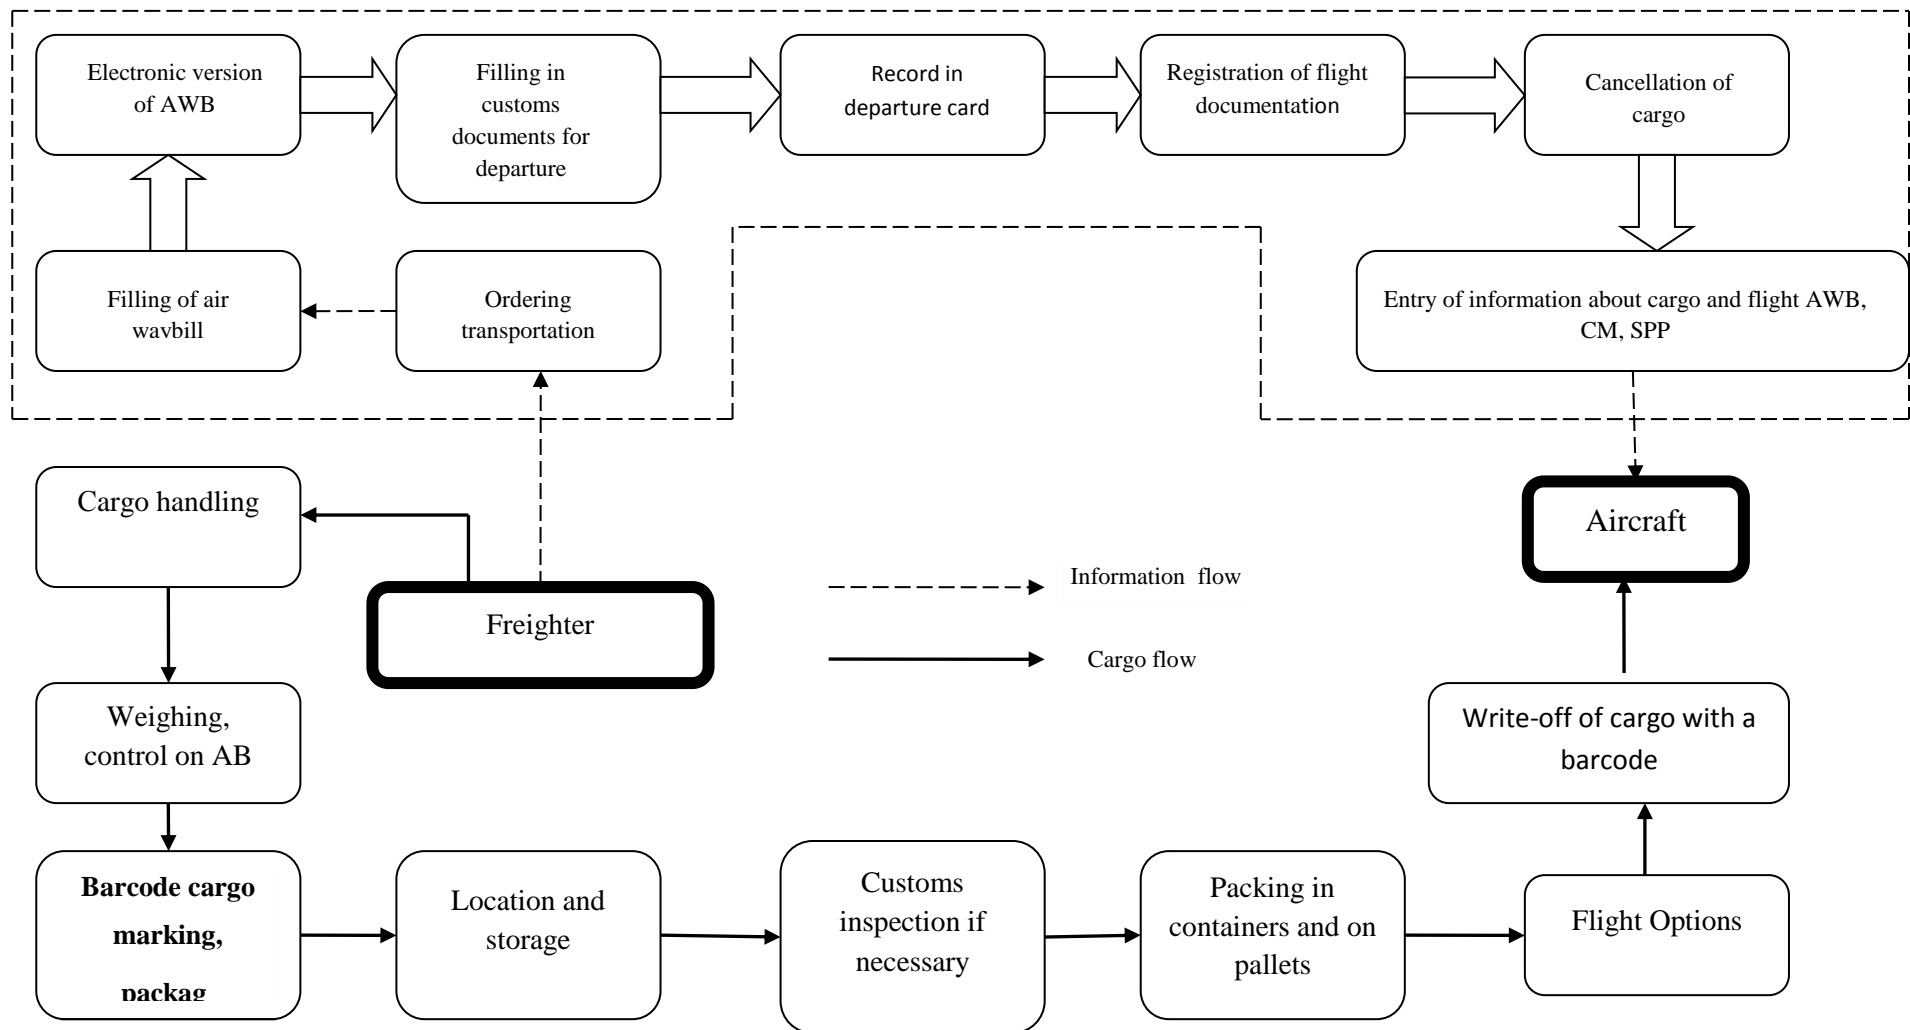 Electronic version
of AWB
Filling in
customs
documents for
departure
Record in
departure card
Registration of flight
documentation
Cancellation of
cargo
Filling of air
wavbill
Ordering
transportation
Entry of information about cargo and flight AWB,
CM, SPP
Cargo handling
Aircraft
Freighter
Information flow
Cargo flow
Weighing,
control on AB
Write-off of cargo with a
barcode
Barcode cargo
marking,
packag
Location and
storage
Customs
inspection if
necessary
Packing in
containers and on
pallets
Flight Options